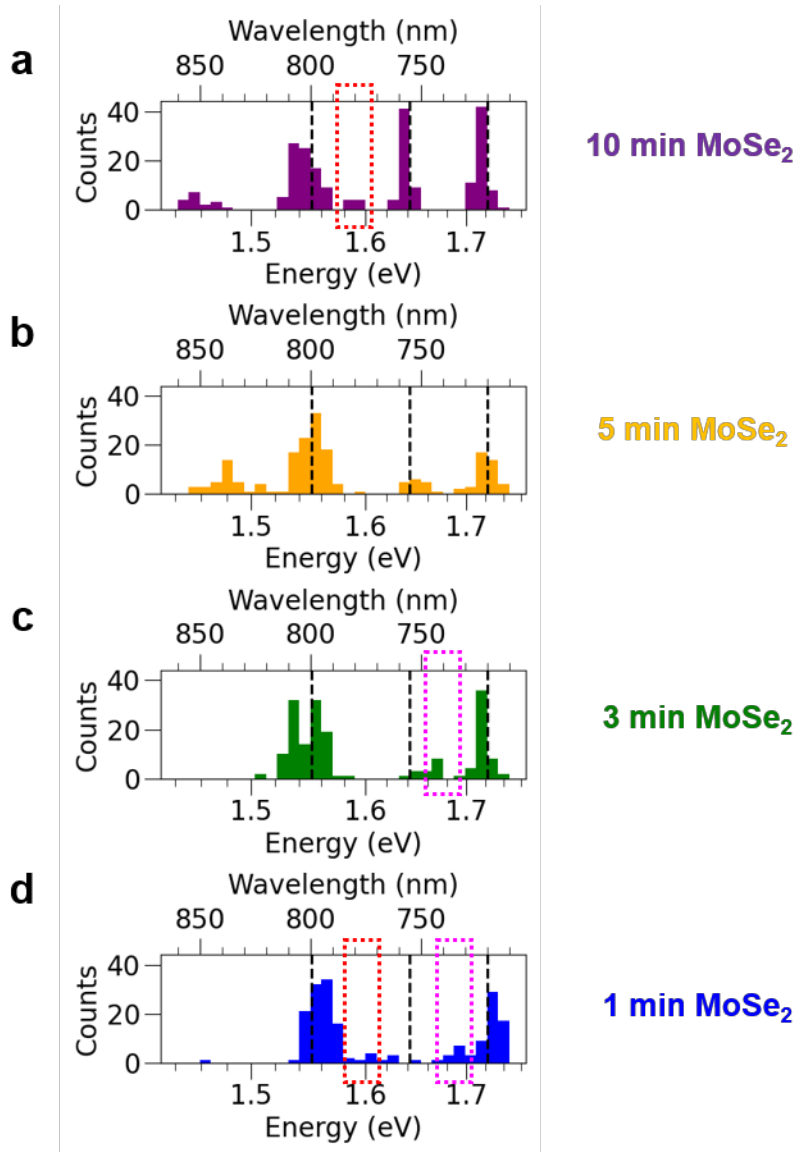 a
Wavelength (nm)
850 800 750
40
20
0
Counts
1.5 1.6 1.7
Energy (eV)
10 min MoSe₂
b
Wavelength (nm)
850 800 750
40
20
0
Counts
1.5 1.6 1.7
Energy (eV)
5 min MoSe₂
c
Wavelength (nm)
850 800 750
40
20
0
Counts
1.5 1.6 1.7
Energy (eV)
3 min MoSe₂
d
Wavelength (nm)
850 800 750
40
20
0
Counts
1.5 1.6 1.7
Energy (eV)
1 min MoSe₂